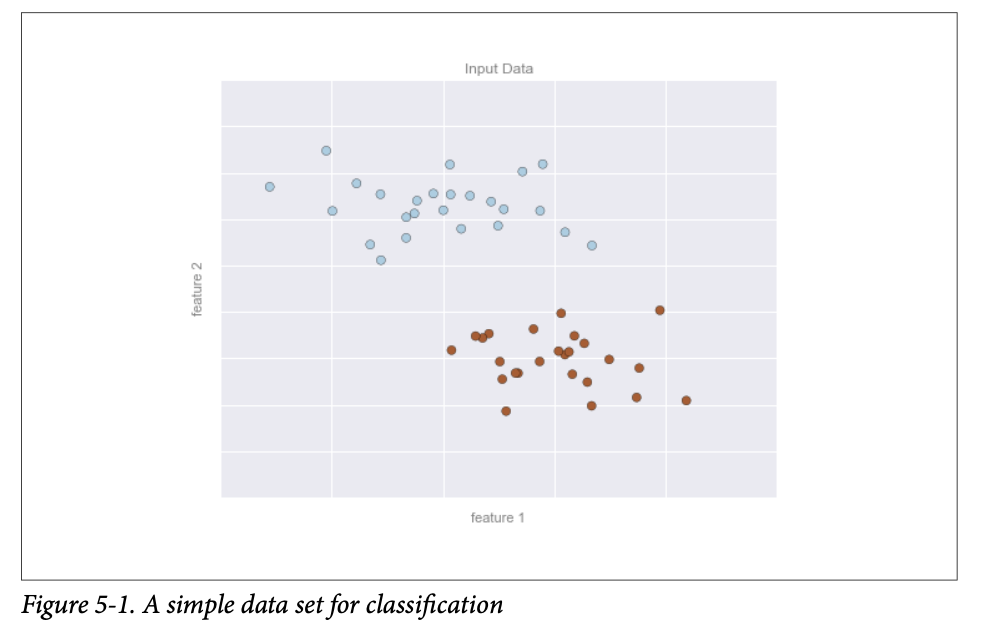 Input Data
feature 2
feature 1
Figure 5-1. A simple data set for classification